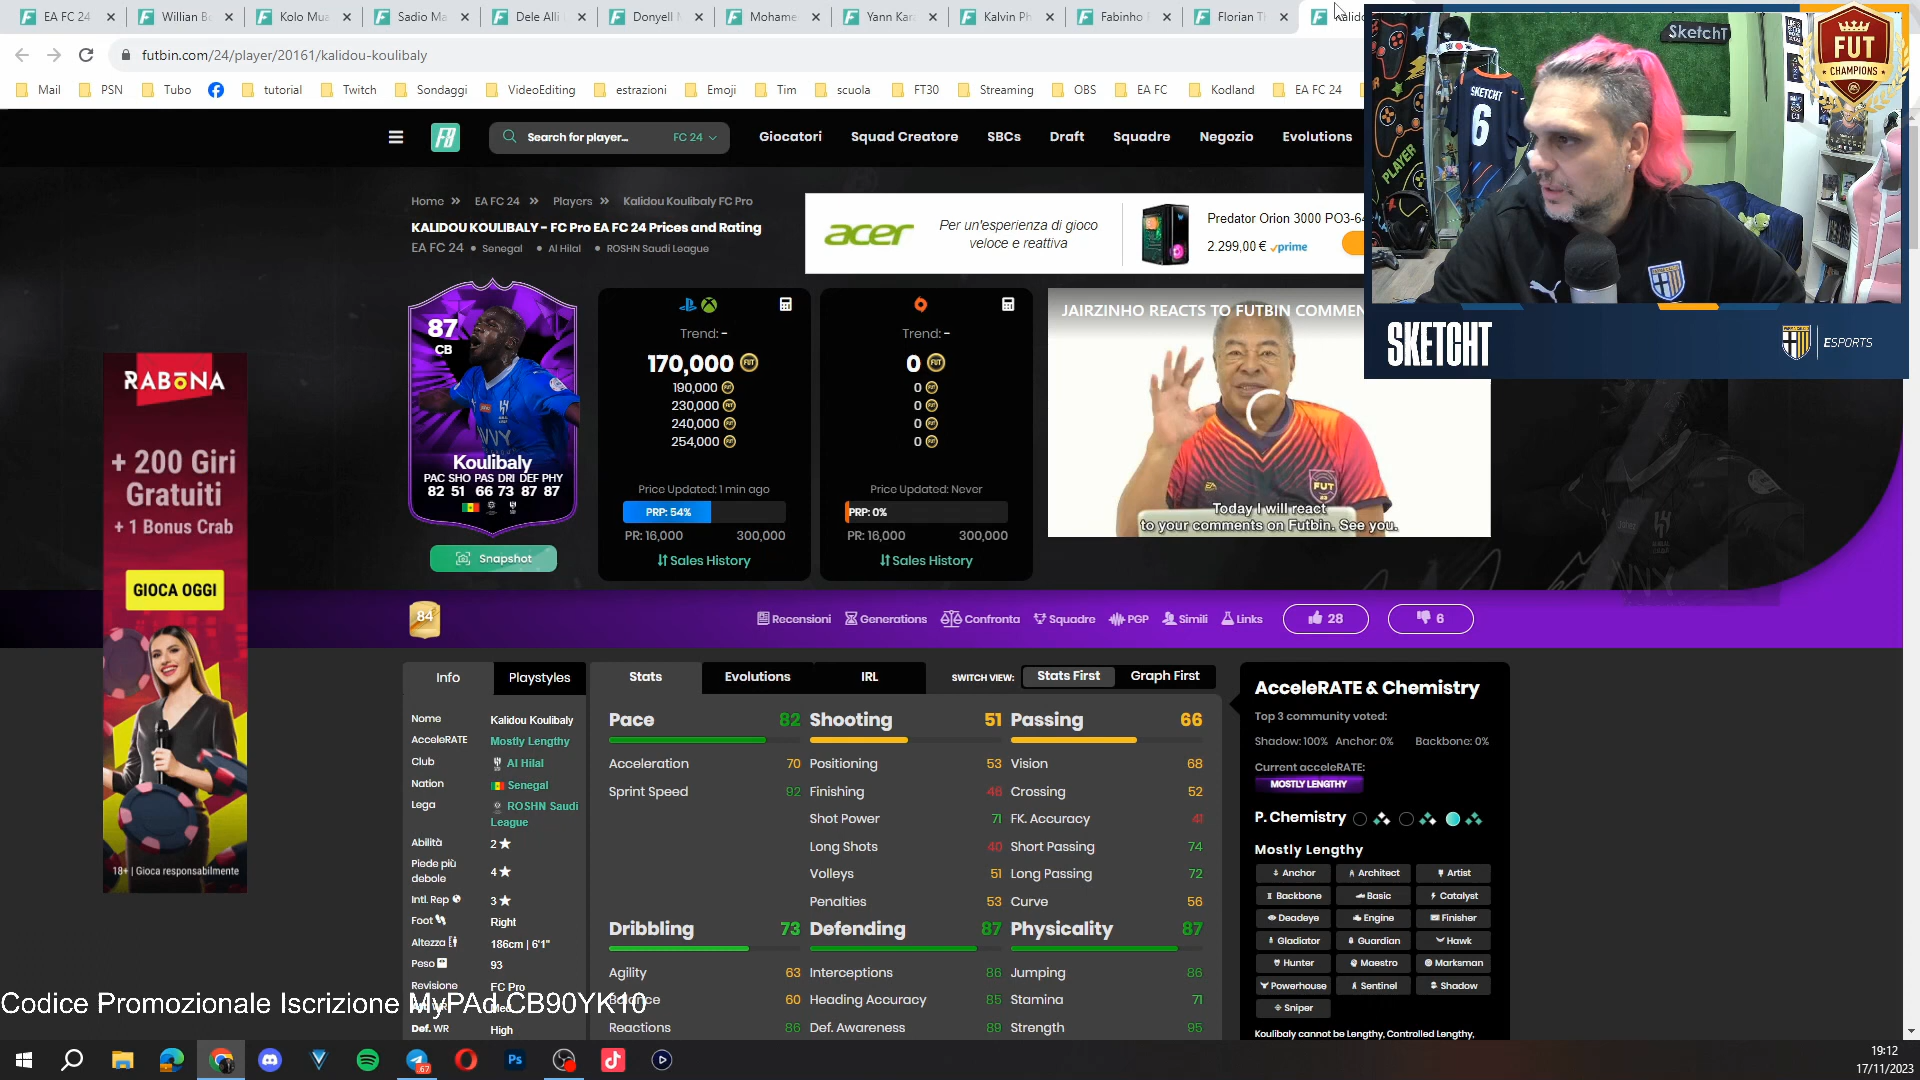 EA FC 24
Willian Bo
Kolo Mua
Sadio Ma
Dele Alli
Donyell M
Mohame
Yann Kar
Kalvin Ph
Fabinho
Florian Th
Kalidou
futbin.com/24/player/20161/kalidou-koulibaly
Mail PSN Tubo tutorial Twitch Sondaggi VideoEditing estrazioni Emoji Tim scuola FT30 Streaming OBS EA FC Kodland EA FC 24
Search for player... FC 24
Giocatori Squad Creatore SBCs Draft Squadre Negozio Evolutions
SketchT
SKETCHT
6
PLAYER
FUT
CHAMPIONS
SKETCHT
ESPORTS
Home » EA FC 24 » Players » Kalidou Koulibaly FC Pro
KALIDOU KOULIBALY - FC Pro EA FC 24 Prices and Rating
EA FC 24 • Senegal • Al Hilal • ROSHN Saudi League
acer
Per un'esperienza di gioco
veloce e reattiva
Predator Orion 3000 PO3-64
2.299,00 € prime
87
CB
Koulibaly
PAC SHO PAS DRI DEF PHY
82 51 66 73 87 87
Snapshot
Trend: -
170,000
190,000
230,000
240,000
254,000
Price Updated: 1 min ago
PRP: 54%
PR: 16,000 300,000
Sales History
Trend: -
0
0
0
0
0
Price Updated: Never
PRP: 0%
PR: 16,000 300,000
Sales History
JAIRZINHO REACTS TO FUTBIN COMMEN
FUT
Today I will react
to your comments on Futbin. See you.
RABONA
+ 200 Giri
Gratuiti
+ 1 Bonus Crab
GIOCA OGGI
18+ | Gioca responsabilmente
84
Recensioni Generations Confronta Squadre PGP Simili Links 28 6
Info Playstyles
Nome Kalidou Koulibaly
AcceleRATE Mostly Lengthy
Club Al Hilal
Nation Senegal
Lega ROSHN Saudi
League
Abilità 2
Piede più
debole 4
Intl. Rep 3
Foot Right
Altezza 186cm | 6'1"
Peso 93
Revisione FC Pro
Med
Def. WR High
Stats Evolutions IRL SWITCH VIEW: Stats First Graph First
Pace 82
Acceleration 70
Sprint Speed 92
Shooting 51
Positioning 53
Finishing 46
Shot Power 71
Long Shots 40
Volleys 51
Penalties 53
Passing 66
Vision 68
Crossing 52
FK. Accuracy 41
Short Passing 74
Long Passing 72
Curve 56
Dribbling 73
Agility 63
Balance 60
Reactions 86
Defending 87
Interceptions 86
Heading Accuracy 85
Def. Awareness 89
Physicality 87
Jumping 86
Stamina 71
Strength 95
AcceleRATE & Chemistry
Top 3 community voted:
Shadow: 100% Anchor: 0% Backbone: 0%
Current acceleRATE:
MOSTLY LENGTHY
P. Chemistry
Mostly Lengthy
Anchor Architect Artist
Backbone Basic Catalyst
Deadeye Engine Finisher
Gladiator Guardian Hawk
Hunter Maestro Marksman
Powerhouse Sentinel Shadow
Sniper
Koulibaly cannot be Lengthy, Controlled Lengthy,
Codice Promozionale Iscrizione MyPAd CB90YK10
Ps
19:12
17/11/2023